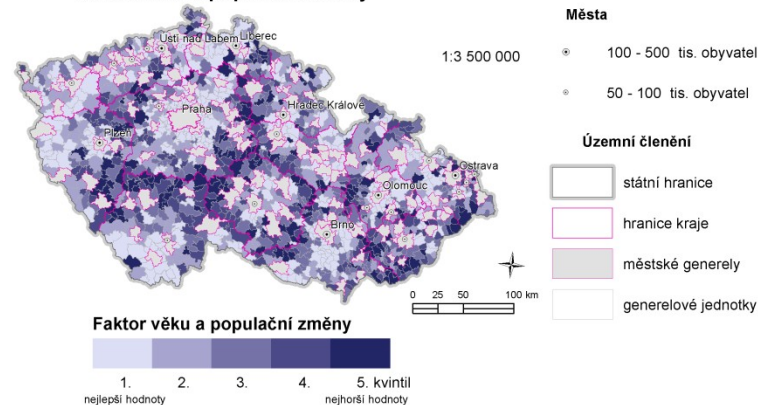 Ústí nad Labem
Liberec
Praha
Hradec Králové
Plzeň
Ostrava
Olomouc
Brno
1:3 500 000
0 25 50 100 km
Města
100 - 500 tis. obyvatel
50 - 100 tis. obyvatel
Územní členění
státní hranice
hranice kraje
městské generely
generelové jednotky
Faktor věku a populační změny
1. 2. 3. 4. 5. kvintil
nejlepší hodnoty nejhorší hodnoty